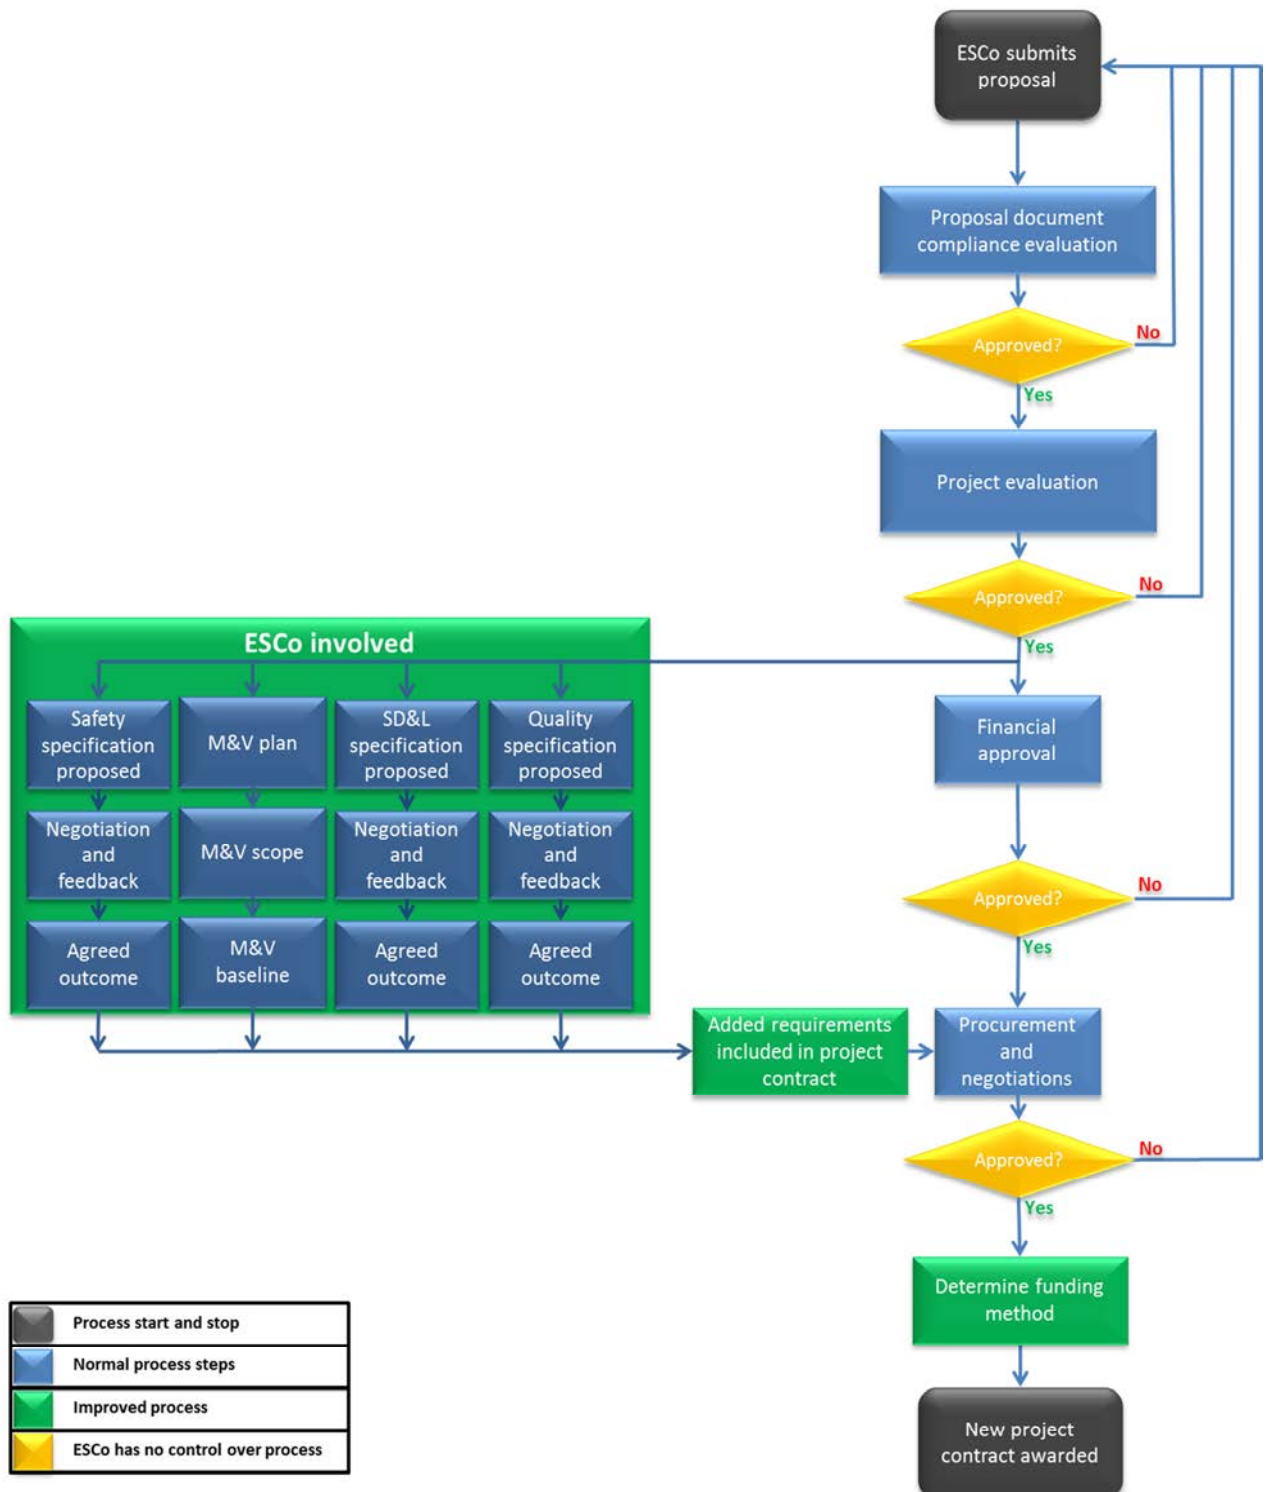 ESCo submits
proposal
Proposal document
compliance evaluation
Approved?
No
Yes
Project evaluation
Approved?
No
Yes
ESCo involved
Safety
specification
proposed
M&V plan
SD&L
specification
proposed
Quality
specification
proposed
Financial
approval
Negotiation
and
feedback
M&V scope
Negotiation
and
feedback
Negotiation
and
feedback
Approved?
No
Yes
Agreed
outcome
M&V
baseline
Agreed
outcome
Agreed
outcome
Added requirements
included in project
contract
Procurement
and
negotiations
Approved?
No
Yes
Determine funding
method
New project
contract awarded
Process start and stop
Normal process steps
Improved process
ESCo has no control over process